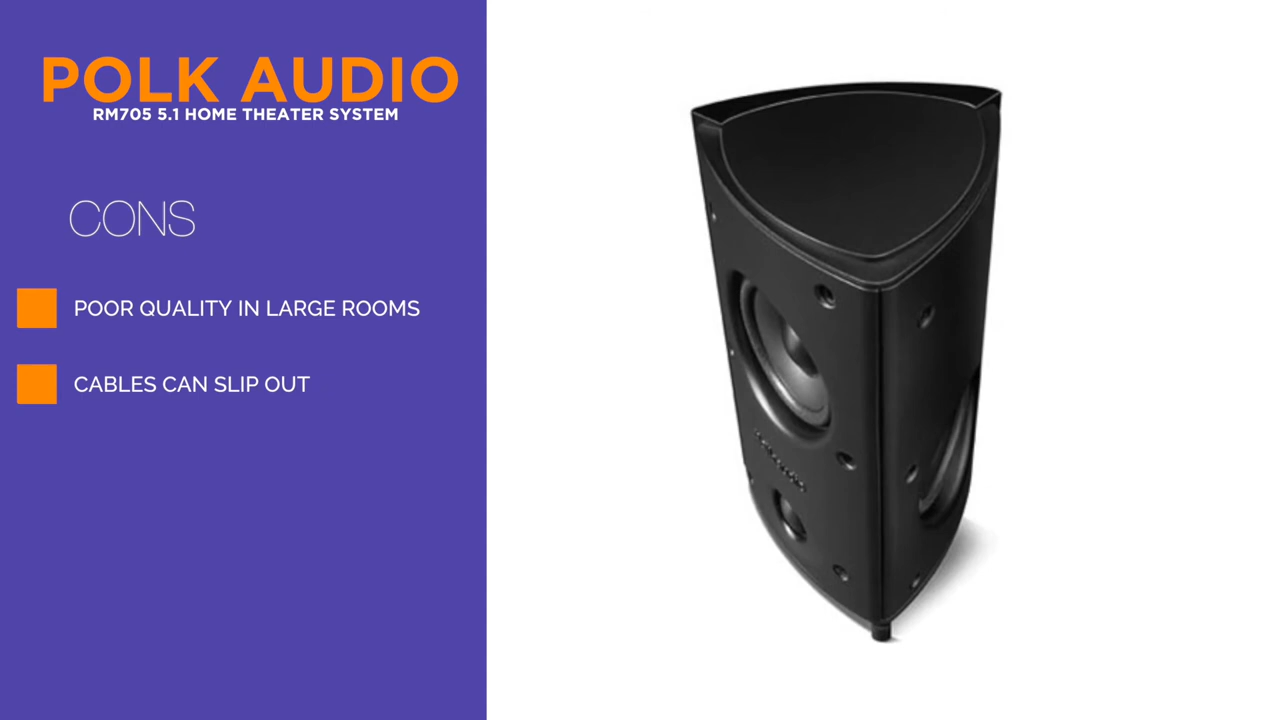 POLK AUDIO
RM705 5.1 HOME THEATER SYSTEM
CONS
POOR QUALITY IN LARGE ROOMS
CABLES CAN SLIP OUT